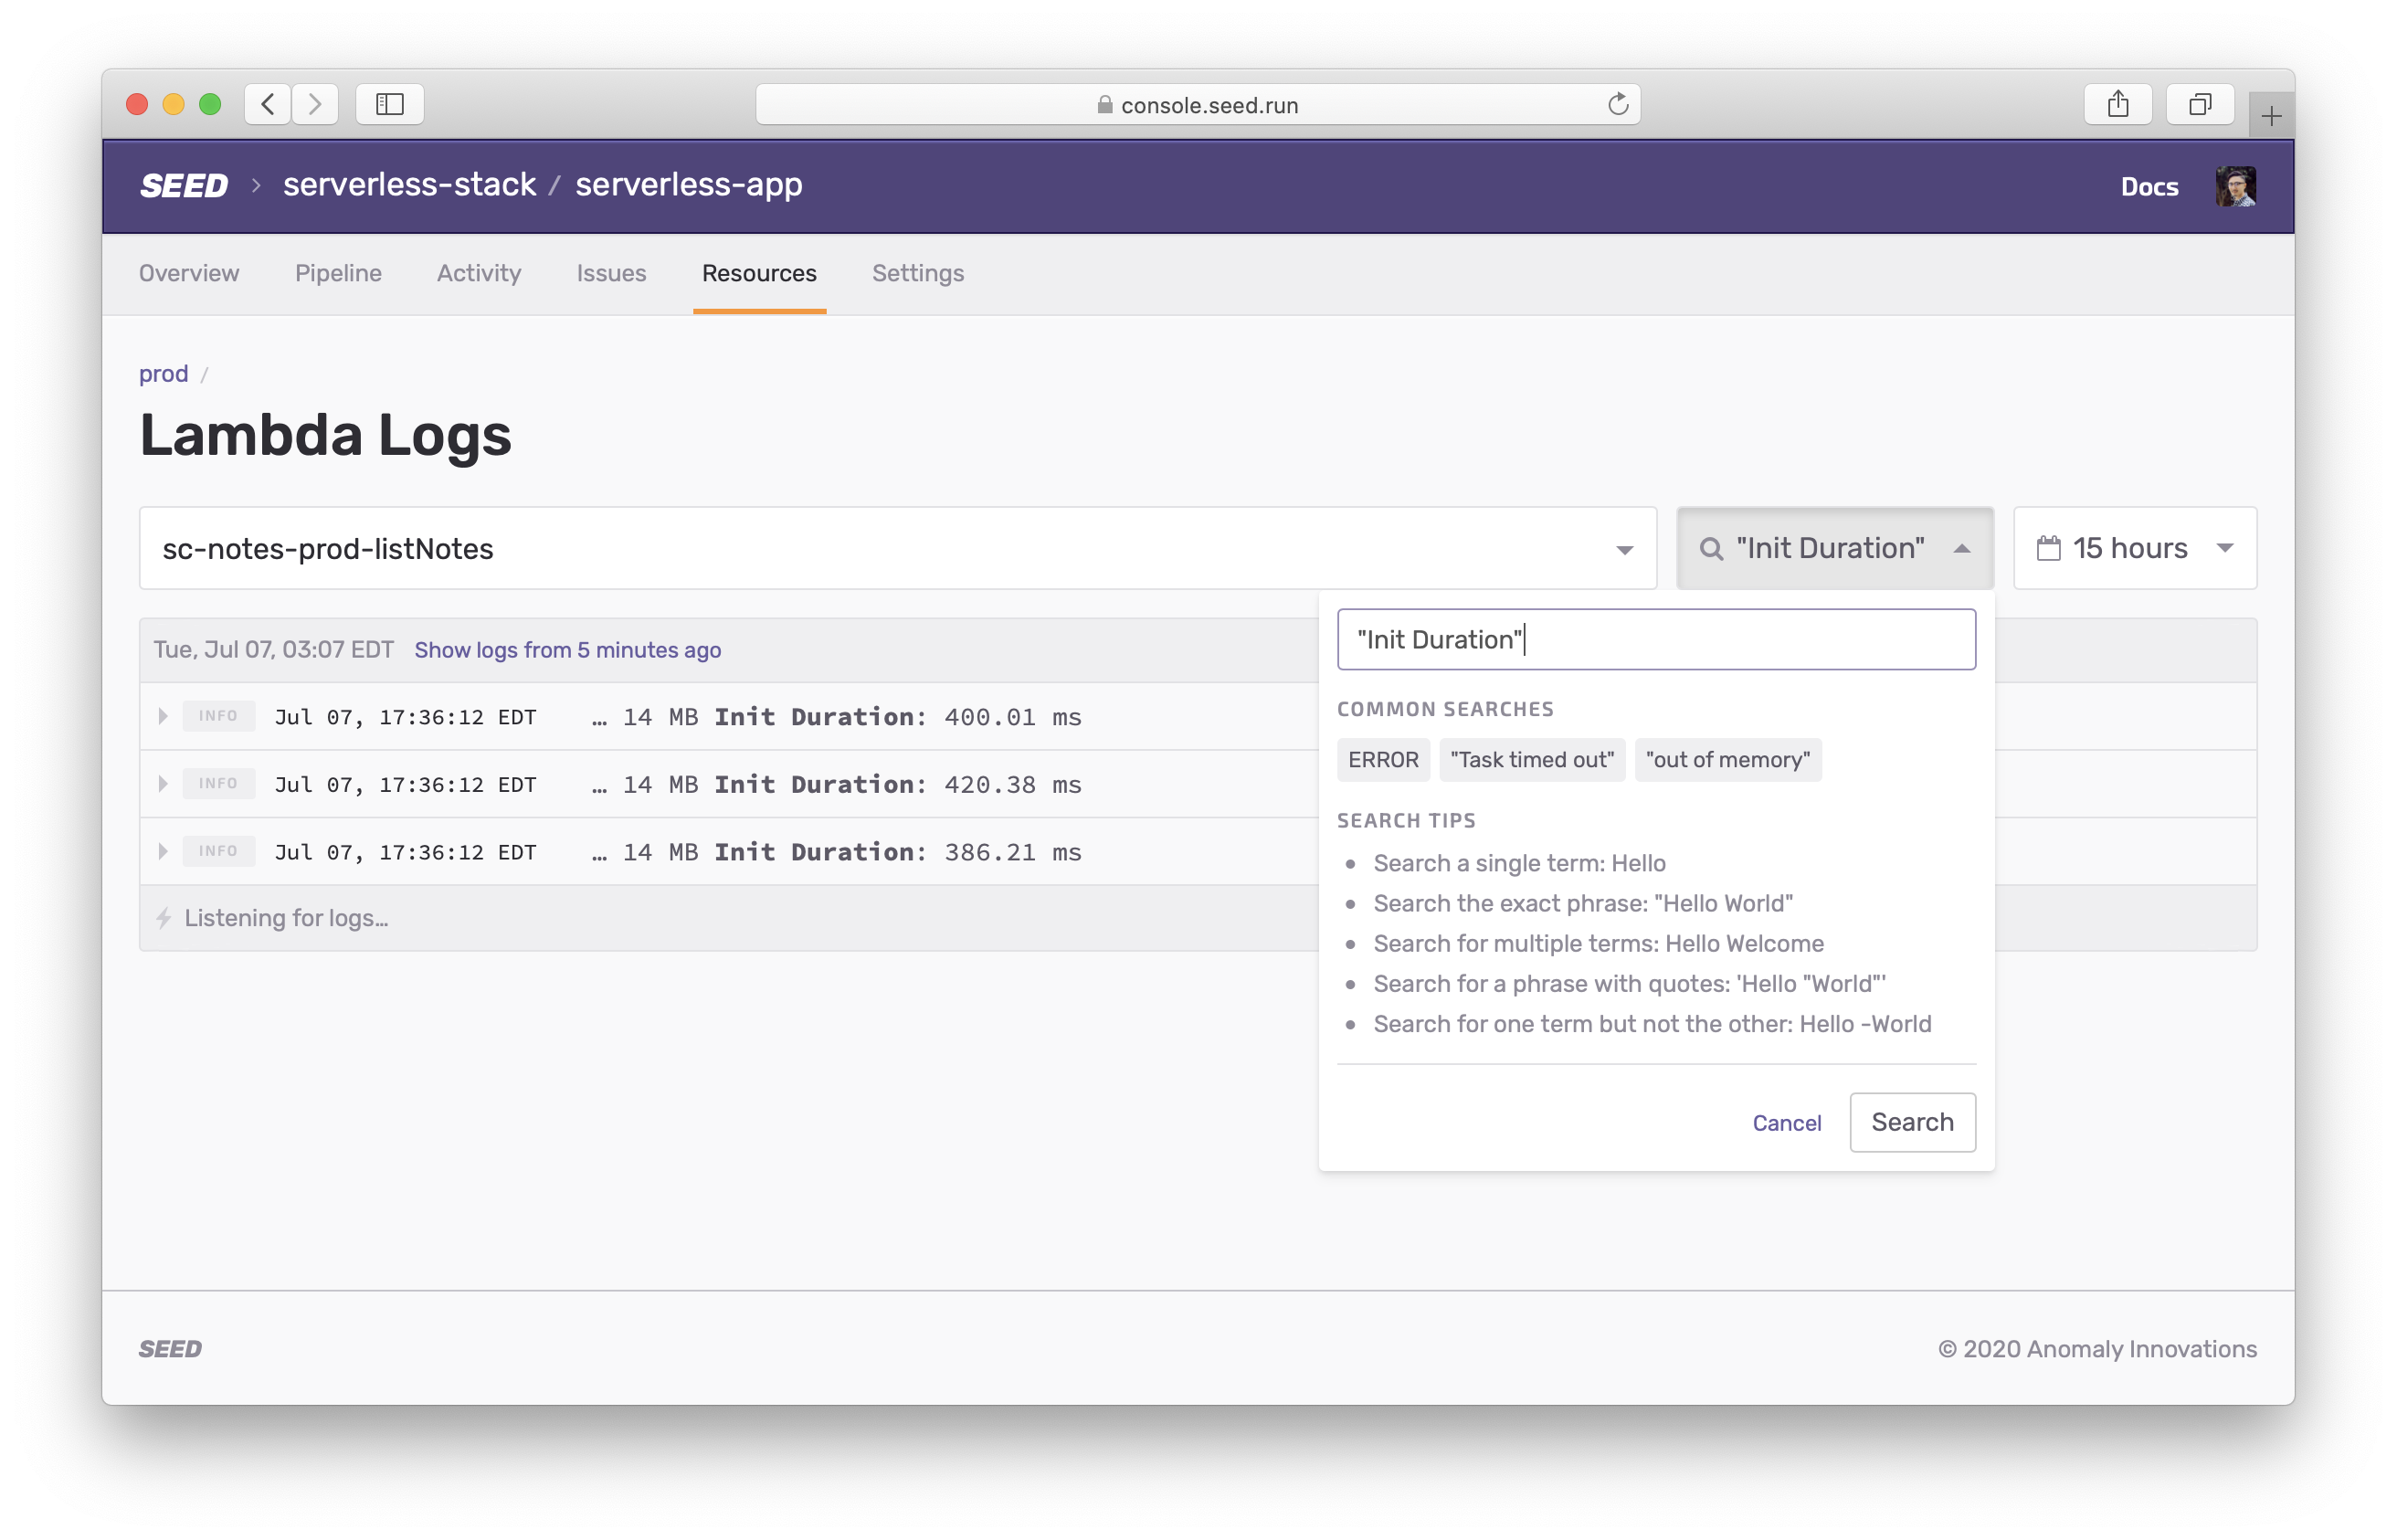 console.seed.run
SEED > serverless-stack / serverless-app
Docs
Overview Pipeline Activity Issues Resources Settings
prod /
Lambda Logs
sc-notes-prod-listNotes
"Init Duration"
15 hours
Tue, Jul 07, 03:07 EDT Show logs from 5 minutes ago
INFO Jul 07, 17:36:12 EDT … 14 MB Init Duration: 400.01 ms
INFO Jul 07, 17:36:12 EDT … 14 MB Init Duration: 420.38 ms
INFO Jul 07, 17:36:12 EDT … 14 MB Init Duration: 386.21 ms
Listening for logs…
"Init Duration"
COMMON SEARCHES
ERROR "Task timed out" "out of memory"
SEARCH TIPS
• Search a single term: Hello
• Search the exact phrase: "Hello World"
• Search for multiple terms: Hello Welcome
• Search for a phrase with quotes: 'Hello "World"'
• Search for one term but not the other: Hello -World
Cancel Search
SEED
© 2020 Anomaly Innovations